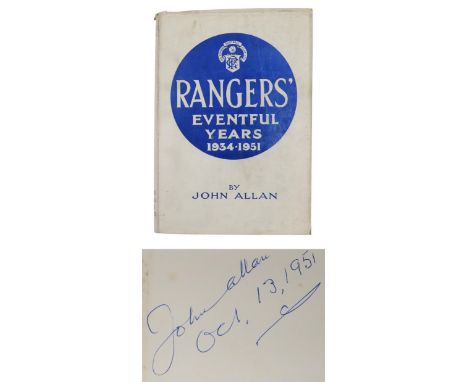 RANGERS'
EVENTFUL
YEARS
1934-1951
BY
JOHN ALLAN
John Allan
Oct. 13, 1951